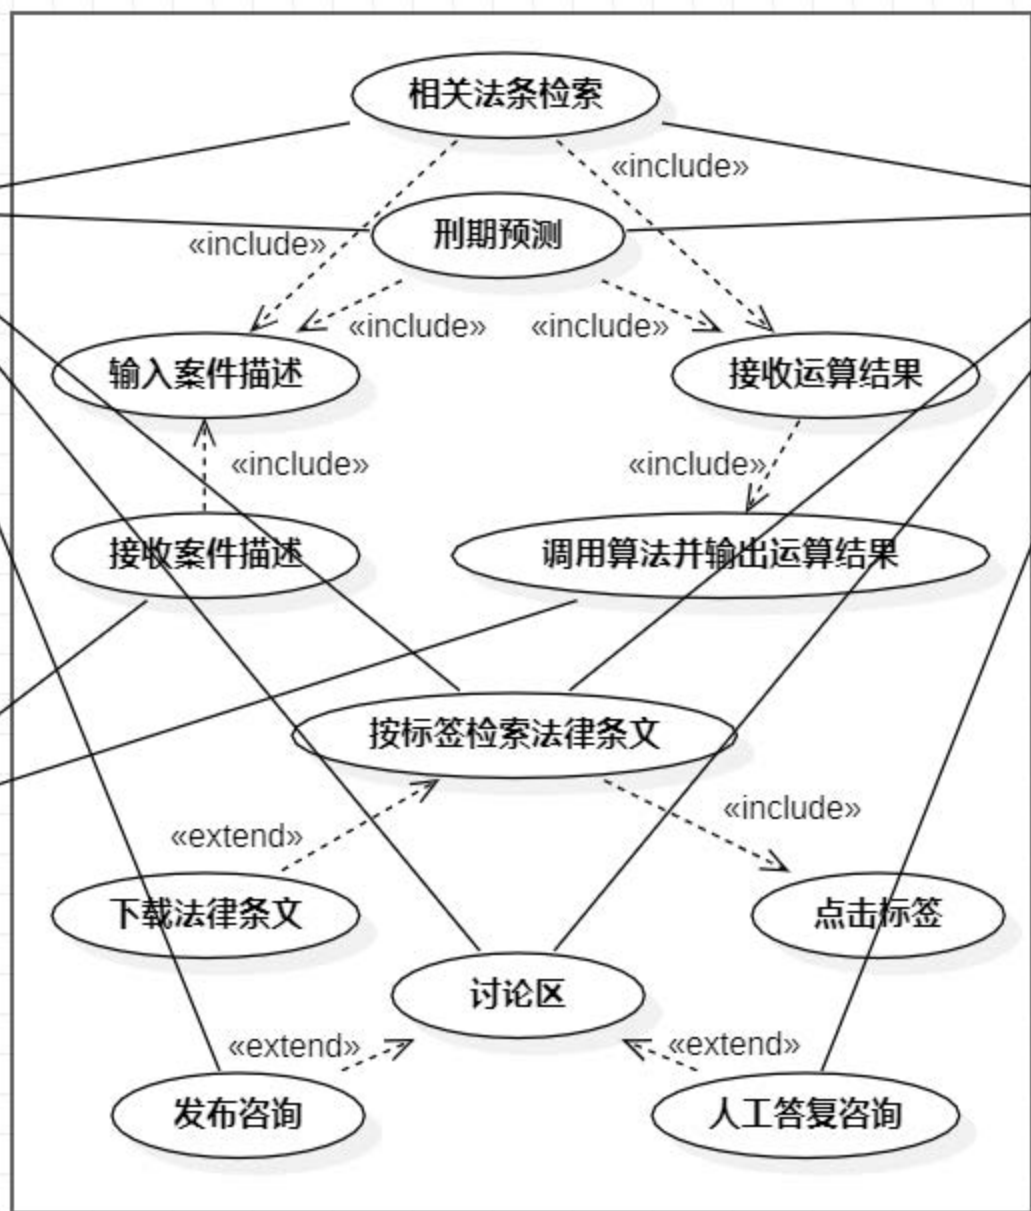 相关法条检索
«include»
刑期预测
«include»
«include»
«include»
输入案件描述
接收运算结果
«include»
«include»
接收案件描述
调用算法并输出运算结果
按标签检索法律条文
«include»
«extend»
下载法律条文
点击标签
讨论区
«extend»
«extend»
发布咨询
人工答复咨询